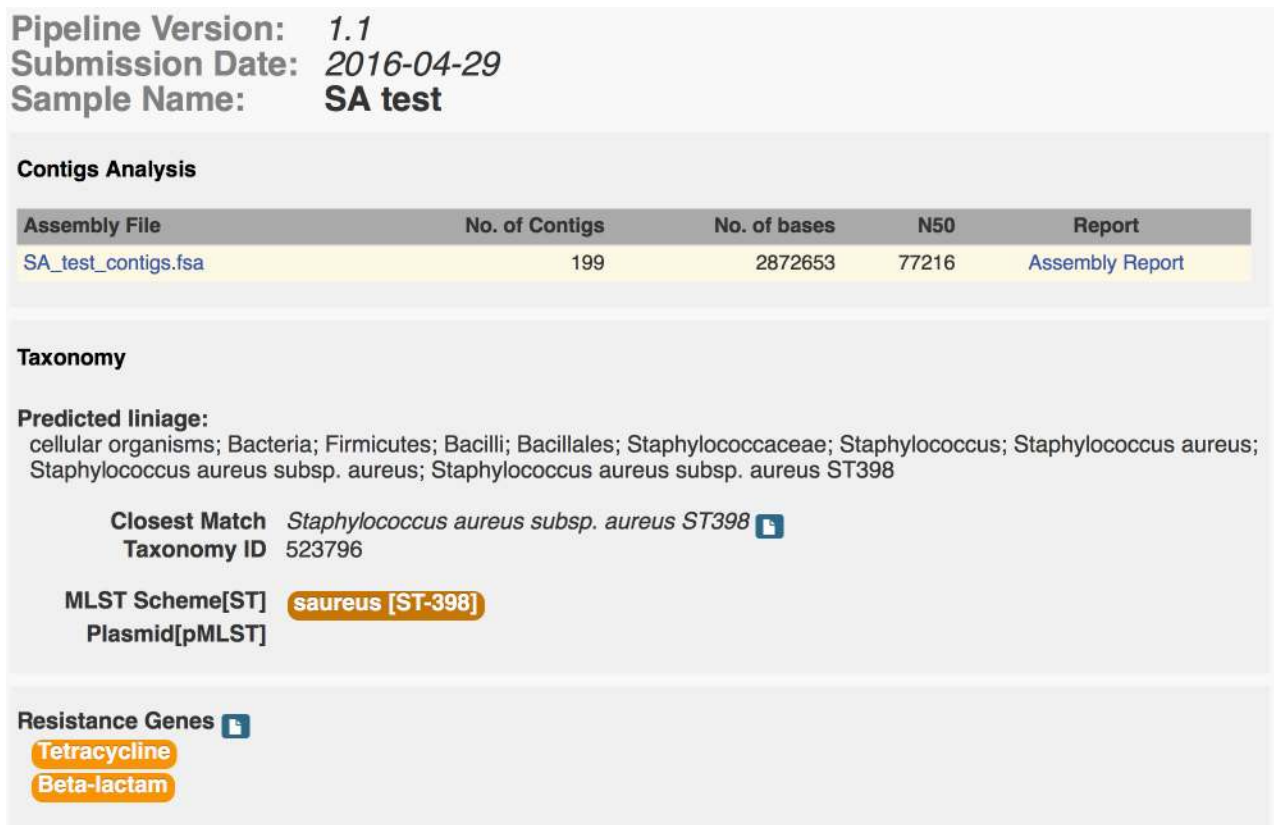 Pipeline Version: 1.1
Submission Date: 2016-04-29
Sample Name: SA test
Contigs Analysis
Assembly File No. of Contigs No. of bases N50 Report
SA_test_contigs.fsa 199 2872653 77216 Assembly Report
Taxonomy
Predicted liniage:
cellular organisms; Bacteria; Firmicutes; Bacilli; Bacillales; Staphylococcaceae; Staphylococcus; Staphylococcus aureus;
Staphylococcus aureus subsp. aureus; Staphylococcus aureus subsp. aureus ST398
Closest Match Staphylococcus aureus subsp. aureus ST398
Taxonomy ID 523796
MLST Scheme[ST] saureus [ST-398]
Plasmid[pMLST]
Resistance Genes
Tetracycline
Beta-lactam